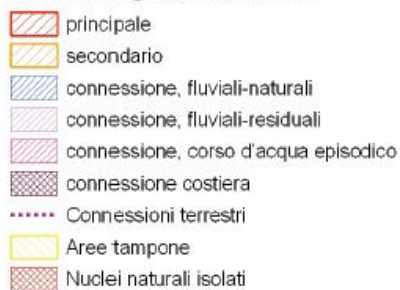 principale
secondario
connessione, fluviali-naturali
connessione, fluviali-residuali
connessione, corso d'acqua episodico
connessione costiera
Connessioni terrestri
Aree tampone
Nuclei naturali isolati